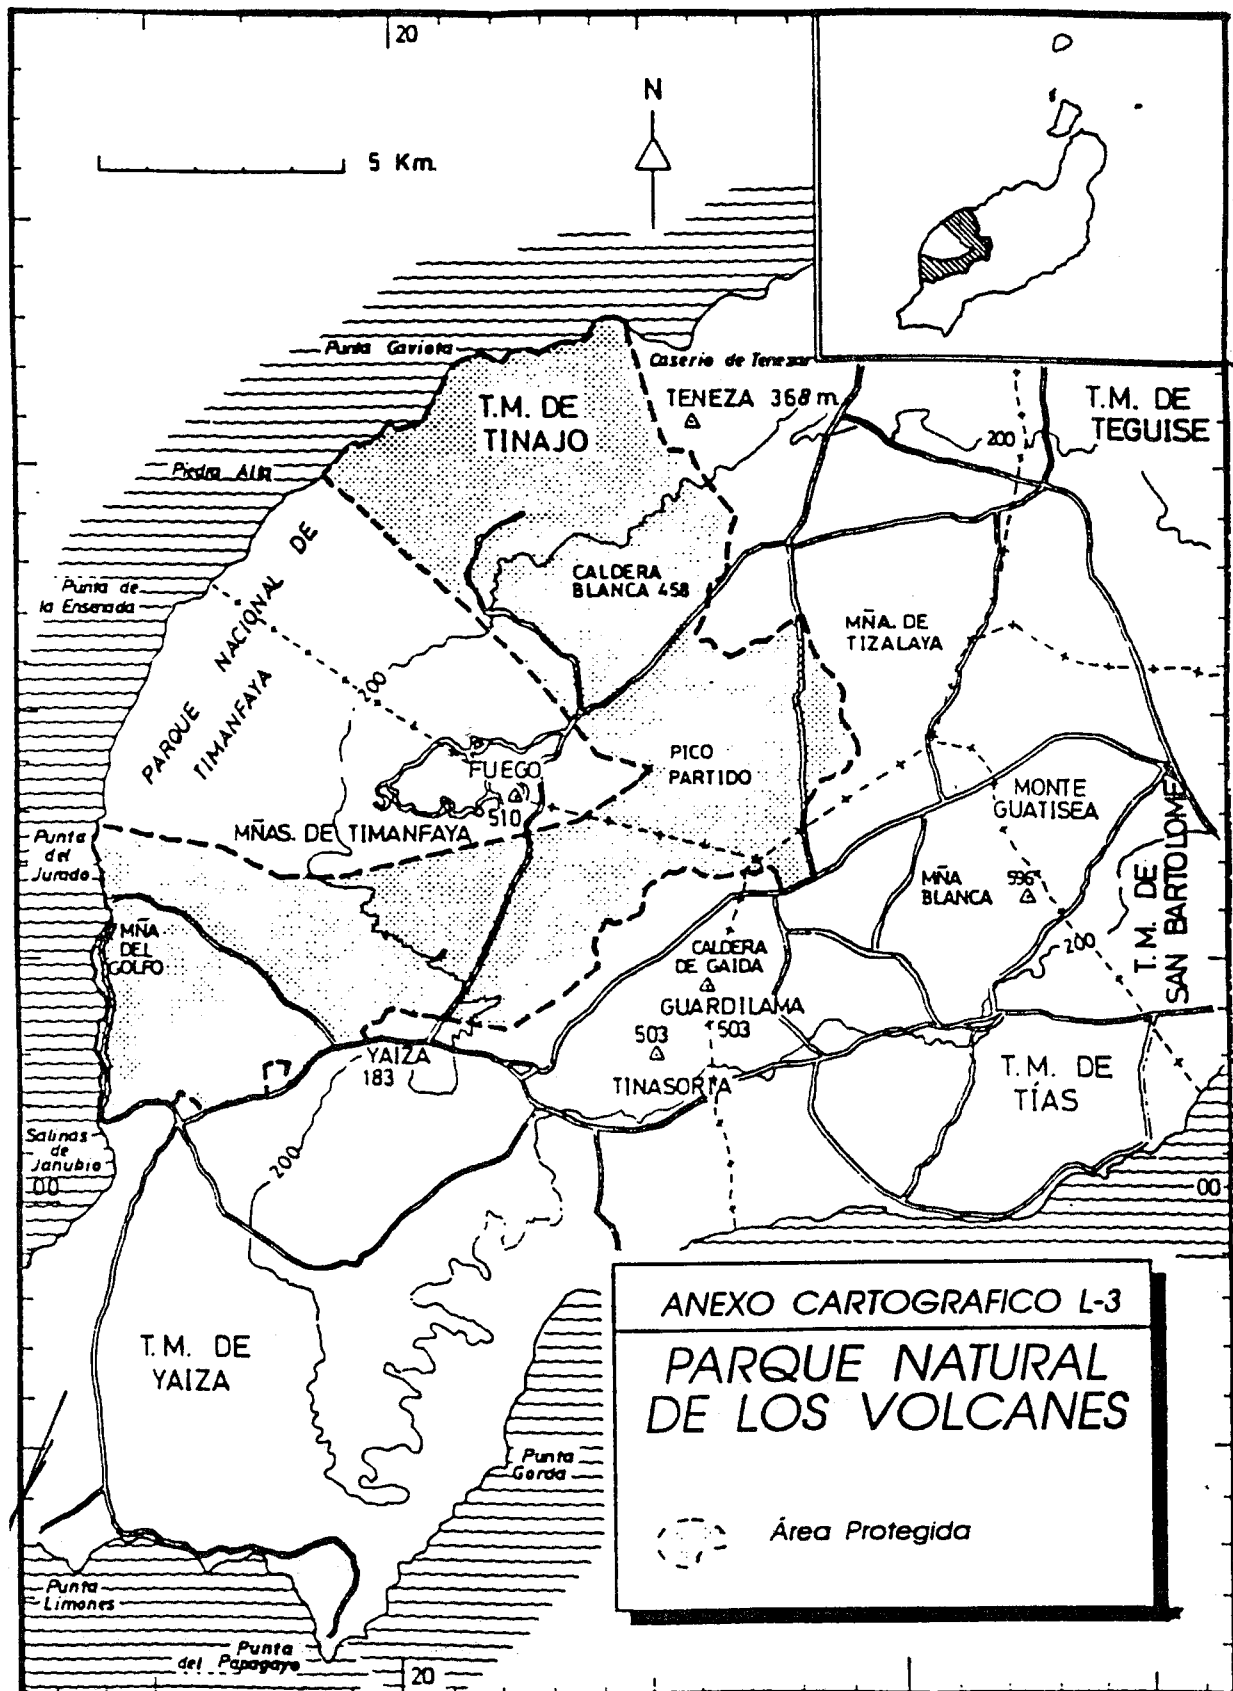 20
N
5 Km.
Punta Gaviota
Caserio de Tenezar
TENEZA 368 m.
T.M. DE
TINAJO
T.M. DE
TEGUISE
200
Piedra Alta
CALDERA
BLANCA 458
Punta de
la Ensenada
PARQUE NACIONAL DE
TIMANFAYA
200
MÑA. DE
TIZALAYA
PICO
PARTIDO
FUEGO
510
MÑAS. DE TIMANFAYA
MONTE
GUATISEA
Punta
del
Jurado
MÑA
BLANCA
596
T.M. DE
SAN BARTOLOME
MÑA
DEL
GOLFO
CALDERA
DE GAIDA
200
GUARDILAMA
503
503
TINASORIA
YAIZA
183
T.M. DE
TÍAS
Salinas
de
Janubio
00
200
00
T.M. DE
YAIZA
ANEXO CARTOGRAFICO L-3
PARQUE NATURAL
DE LOS VOLCANES
Área Protegida
Punta
Gorda
Punta
Limones
Punta
del Papagayo
20